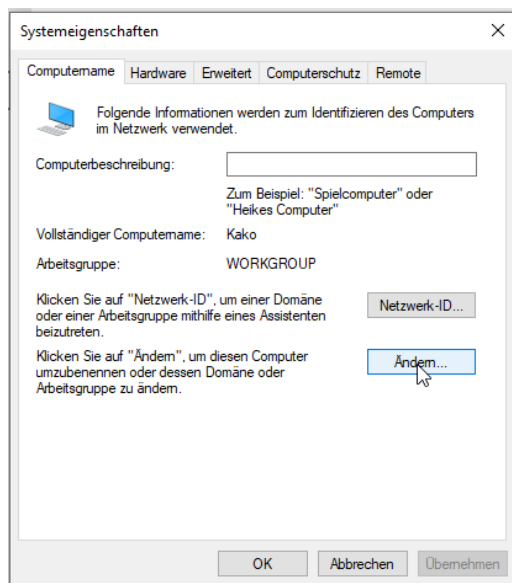 Systemeigenschaften
Computername Hardware Erweitert Computerschutz Remote
Folgende Informationen werden zum Identifizieren des Computers
im Netzwerk verwendet.
Computerbeschreibung:
Zum Beispiel: "Spielcomputer" oder
"Heikes Computer"
Vollständiger Computername: Kako
Arbeitsgruppe: WORKGROUP
Klicken Sie auf "Netzwerk-ID", um einer Domäne
oder einer Arbeitsgruppe mithilfe eines Assistenten
beizutreten.
Netzwerk-ID...
Klicken Sie auf "Ändern", um diesen Computer
umzubenennen oder dessen Domäne oder
Arbeitsgruppe zu ändern.
Ändern...
OK Abbrechen Übernehmen